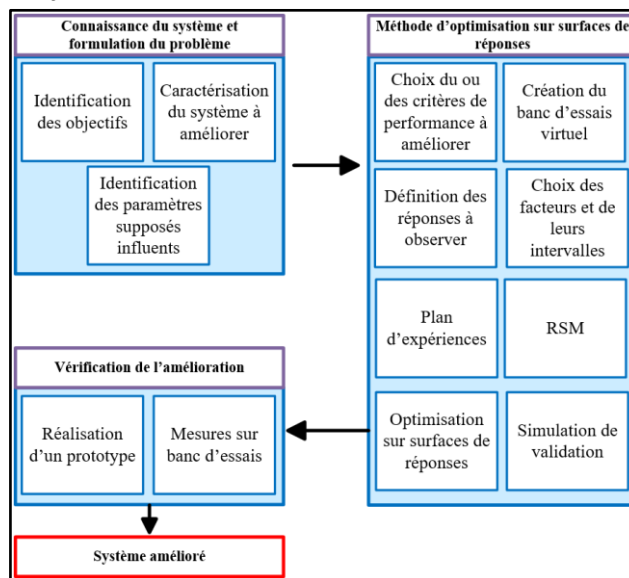 Connaissance du système et
formulation du problème
Identification
des objectifs
Caractérisation
du système à
améliorer
Identification
des paramètres
supposés
influents
Méthode d'optimisation sur surfaces de
réponses
Choix du ou
des critères de
performance à
améliorer
Création du
banc d'essais
virtuel
Définition des
réponses à
observer
Choix des
facteurs et de
leurs
intervalles
Plan
d'expériences
RSM
Optimisation
sur surfaces de
réponses
Simulation de
validation
Vérification de l'amélioration
Réalisation
d'un prototype
Mesures sur
banc d'essais
Système amélioré